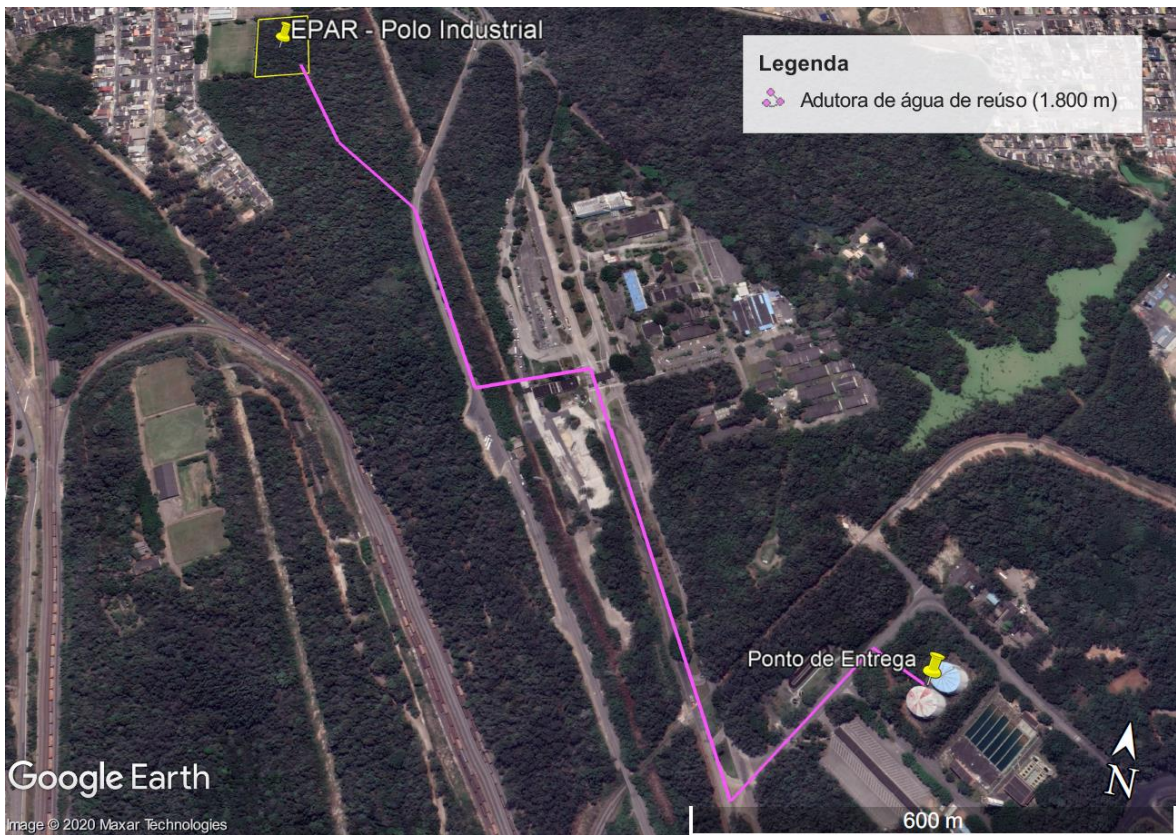 EPAR - Polo Industrial
Legenda
Adutora de água de reúso (1.800 m)
Ponto de Entrega
N
Google Earth
Image © 2020 Maxar Technologies
600 m